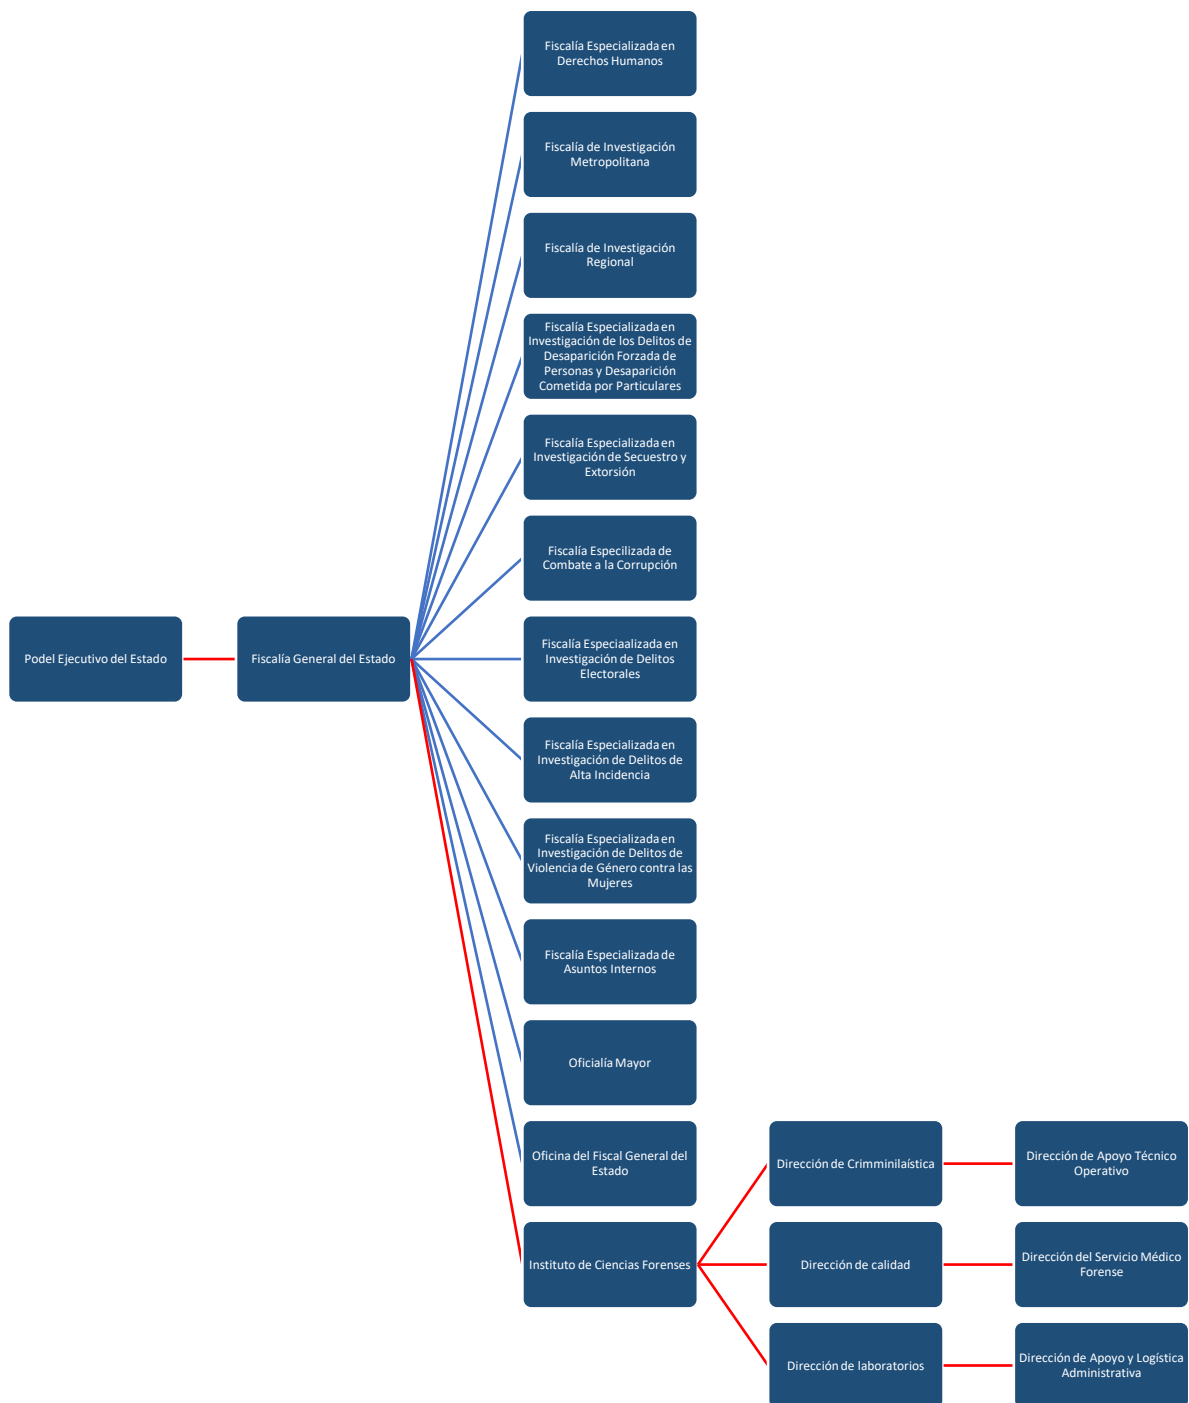 Fiscalía Especializada en
Derechos Humanos
Fiscalía de Investigación
Metropolitana
Fiscalía de Investigación
Regional
Fiscalía Especializada en
Investigación de los Delitos de
Desaparición Forzada de
Personas y Desaparición
Cometida por Particulares
Fiscalía Especializada en
Investigación de Secuestro y
Extorsión
Fiscalía Especilizada de
Combate a la Corrupción
Podel Ejecutivo del Estado
Fiscalía General del Estado
Fiscalía Especiaalizada en
Investigación de Delitos
Electorales
Fiscalía Especializada en
Investigación de Delitos de
Alta Incidencia
Fiscalía Especializada en
Investigación de Delitos de
Violencia de Género contra las
Mujeres
Fiscalía Especializada de
Asuntos Internos
Oficialía Mayor
Oficina del Fiscal General del
Estado
Instituto de Ciencias Forenses
Dirección de Crimminilaística
Dirección de Apoyo Técnico
Operativo
Dirección de calidad
Dirección del Servicio Médico
Forense
Dirección de laboratorios
Dirección de Apoyo y Logística
Administrativa